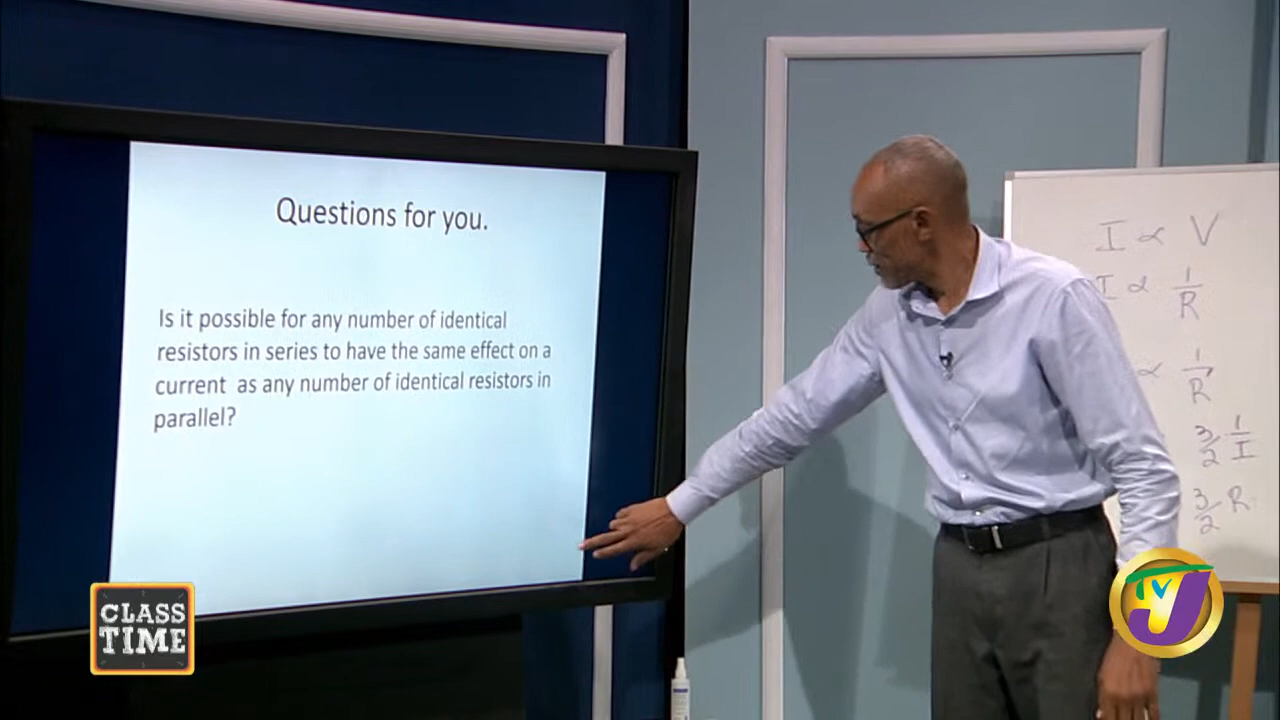 Questions for you.
Is it possible for any number of identical
resistors in series to have the same effect on a
current as any number of identical resistors in
parallel?
I ∝ V
I ∝ 1/R
∝ 1/R
3/2 1/I
3/2 R
CLASS
TIME
TVJ